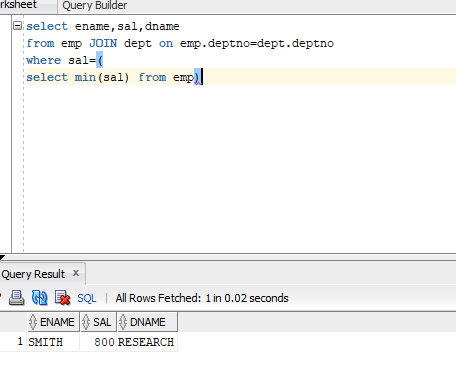 rksheet Query Builder
select ename,sal,dname
from emp JOIN dept on emp.deptno=dept.deptno
where sal=(
select min(sal) from emp)
Query Result x
SQL | All Rows Fetched: 1 in 0.02 seconds
ENAME SAL DNAME
1 SMITH 800 RESEARCH